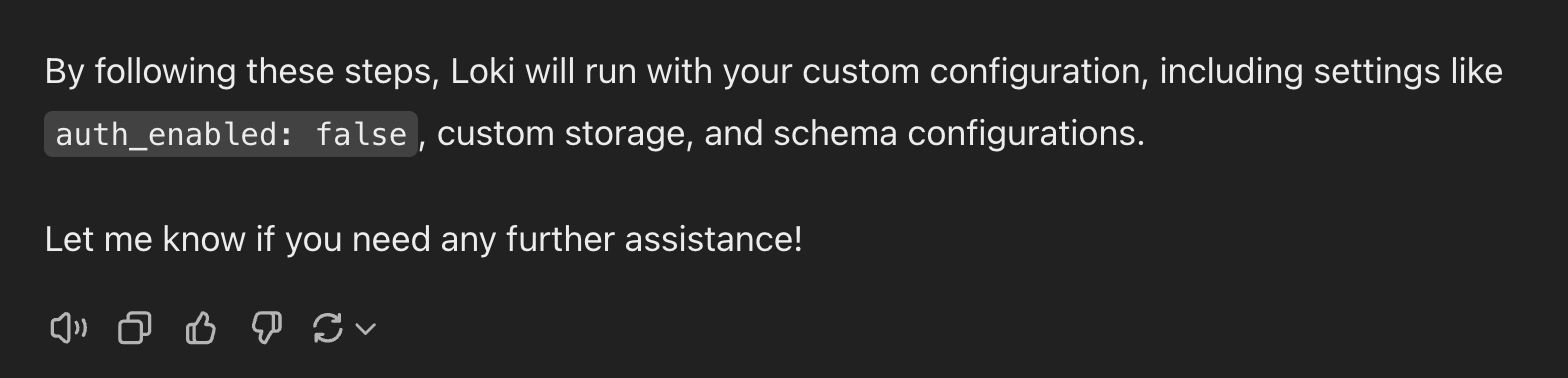 By following these steps, Loki will run with your custom configuration, including settings like
auth_enabled: false, custom storage, and schema configurations.
Let me know if you need any further assistance!